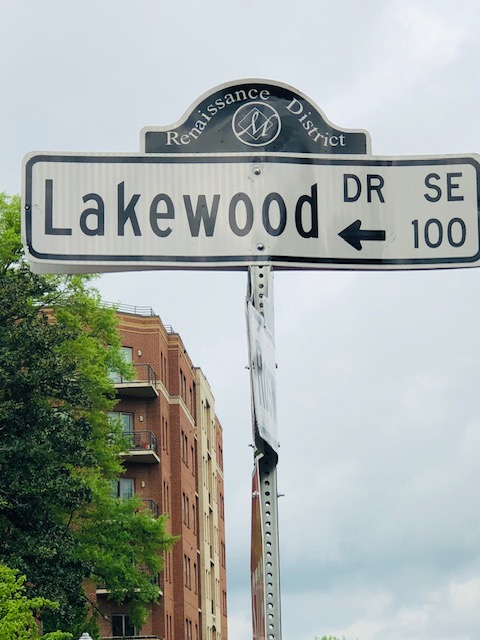 Renaissance District
M
Lakewood DR SE
← 100